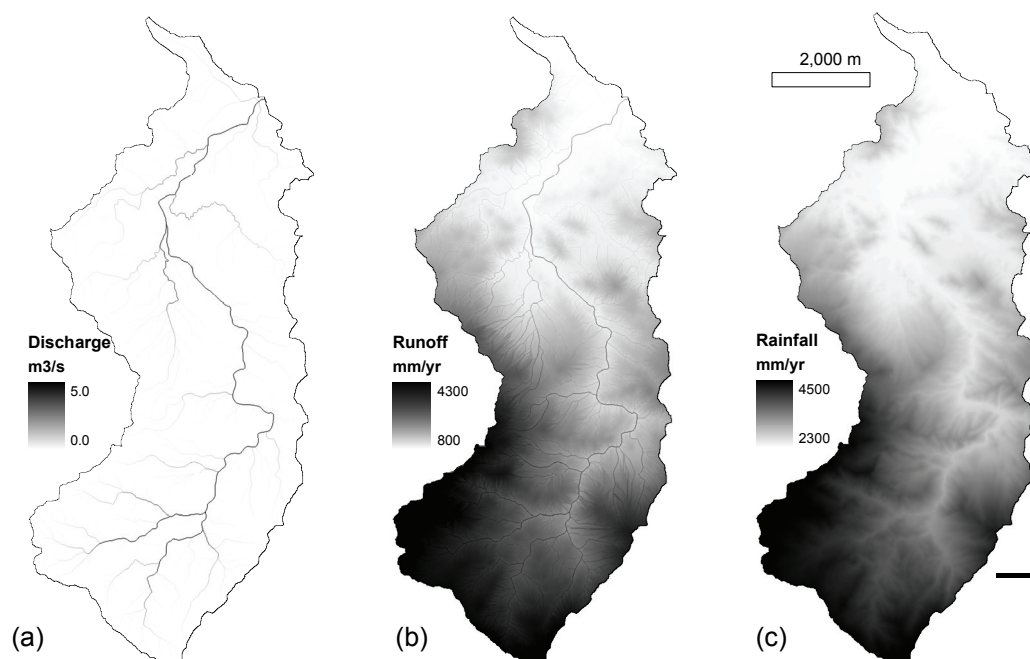 2,000 m
Discharge
m3/s
5.0
0.0
Runoff
mm/yr
4300
800
Rainfall
mm/yr
4500
2300
(a)
(b)
(c)